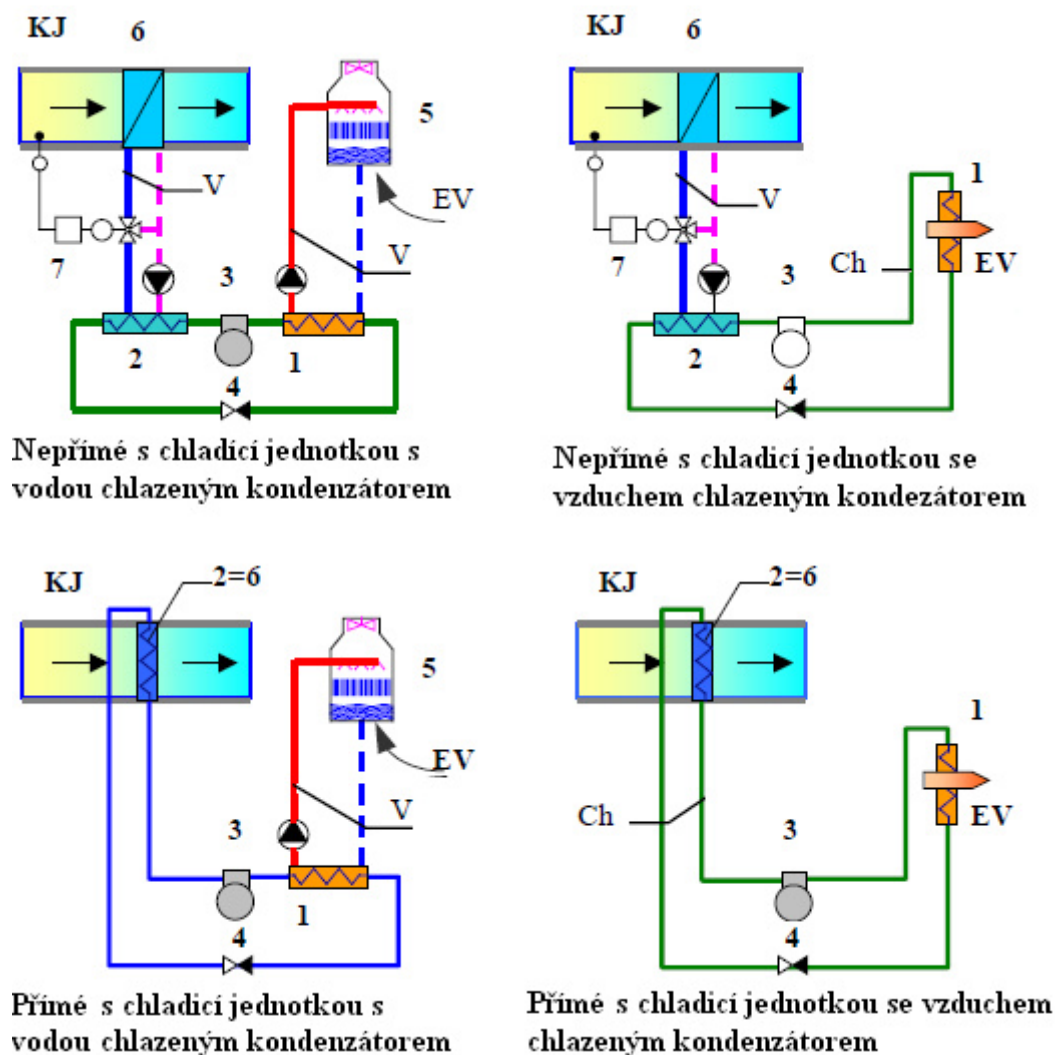 KJ 6
5
V
EV
7
3
V
2
1
4
Nepřímé s chladící jednotkou s
vodou chlazeným kondenzátorem
KJ 6
1
V
Ch
EV
7
3
2
4
Nepřímé s chladicí jednotkou se
vzduchem chlazeným kondezátorem
KJ
2=6
5
EV
V
3
1
4
Přímé s chladicí jednotkou s
vodou chlazeným kondenzátorem
KJ
2=6
1
Ch
EV
3
4
Přímé s chladicí jednotkou se vzduchem
chlazeným kondenzátorem